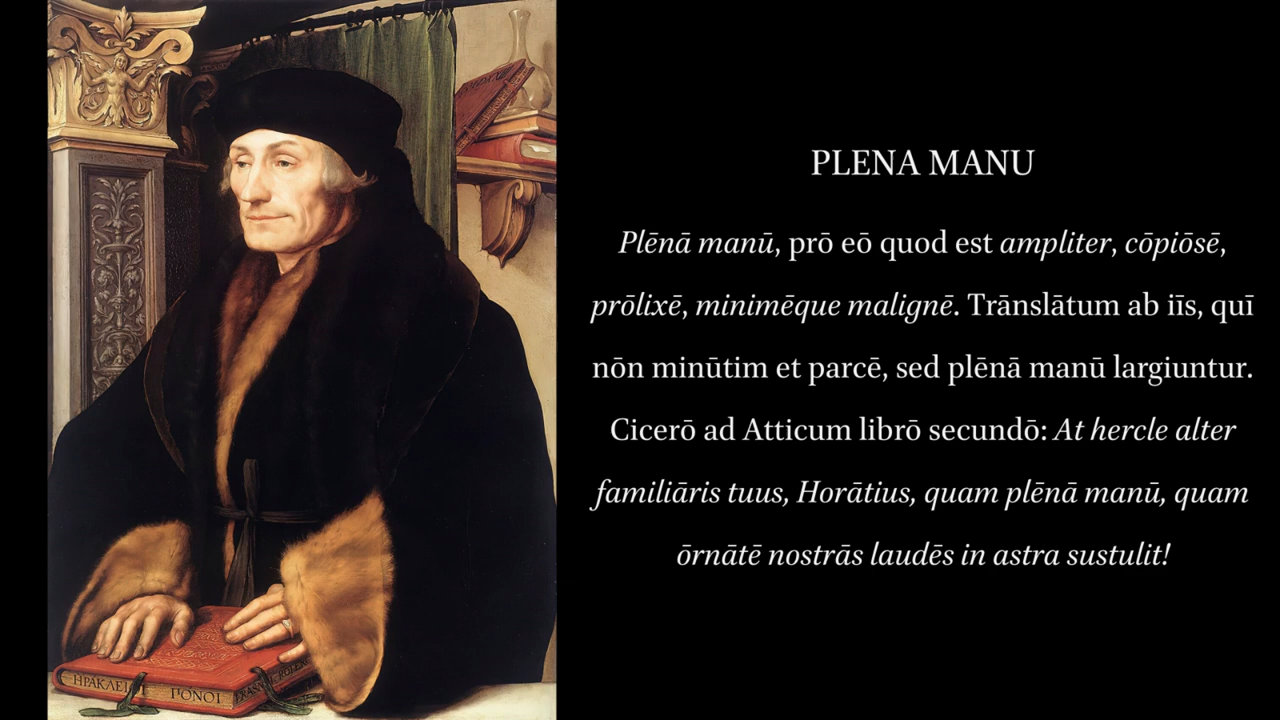 PLENA MANU
Plēnā manū, prō eō quod est ampliter, cōpiōsē,
prōlixē, minimēque malignē. Trānslātum ab iīs, quī
nōn minūtim et parcē, sed plēnā manū largiuntur.
Cicerō ad Atticum librō secundō: At hercle alter
familiāris tuus, Horātius, quam plēnā manū, quam
ōrnātē nostrās laudēs in astra sustulit!
ΗΡΑΚΛΕΙ ΠΟΝΟΙ